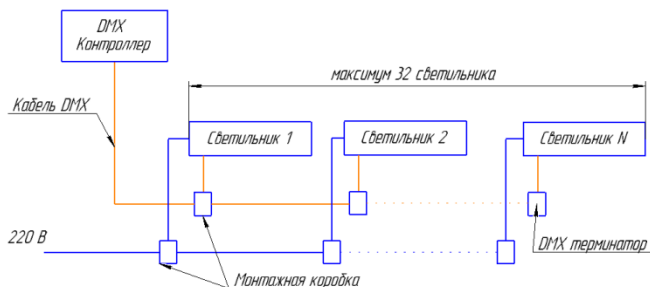 DMX
Контроллер
максимум 32 светильника
Кабель DMX
Светильник 1
Светильник 2
Светильник N
220 В
DMX терминатор
Монтажная коробка